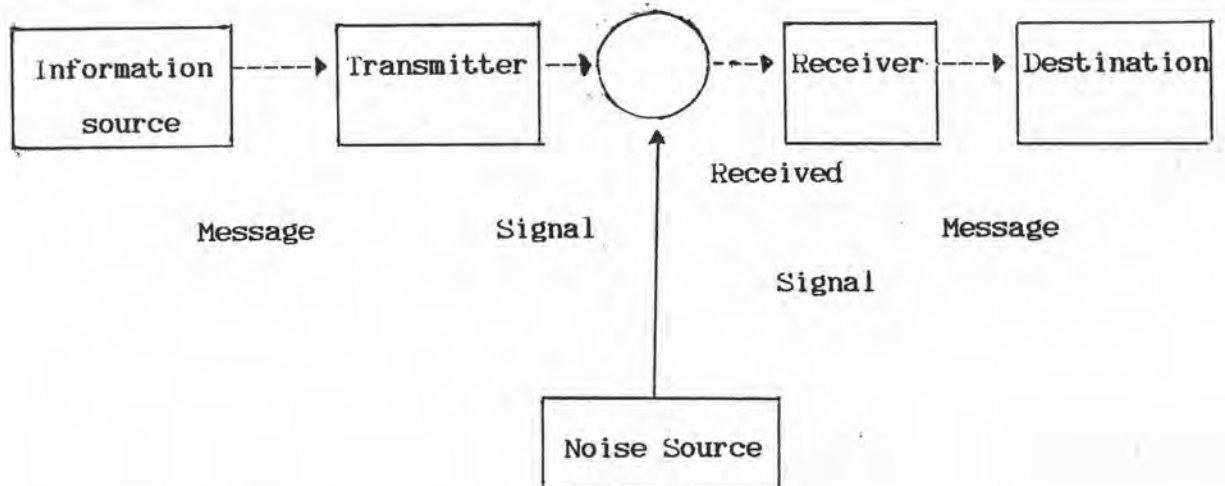 Information
source
Transmitter
Receiver
Destination
Received
Message
Signal
Message
Signal
Noise Source